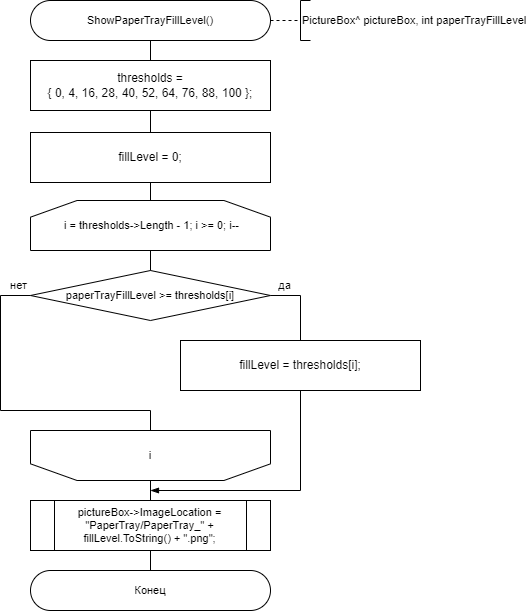 ShowPaperTrayFillLevel()
PictureBox^ pictureBox, int paperTrayFillLevel
thresholds =
{ 0, 4, 16, 28, 40, 52, 64, 76, 88, 100 };
fillLevel = 0;
i = thresholds->Length - 1; i >= 0; i--
нет
да
paperTrayFillLevel >= thresholds[i]
fillLevel = thresholds[i];
i
pictureBox->ImageLocation =
"PaperTray/PaperTray_" +
fillLevel.ToString() + ".png";
Конец